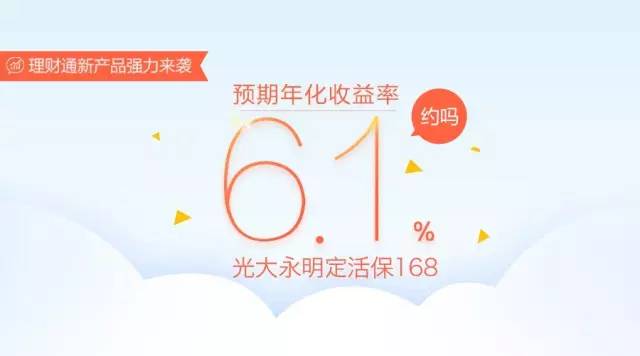 理财通新产品强力来袭
预期年化收益率
约吗
6.1%
光大永明定活保168